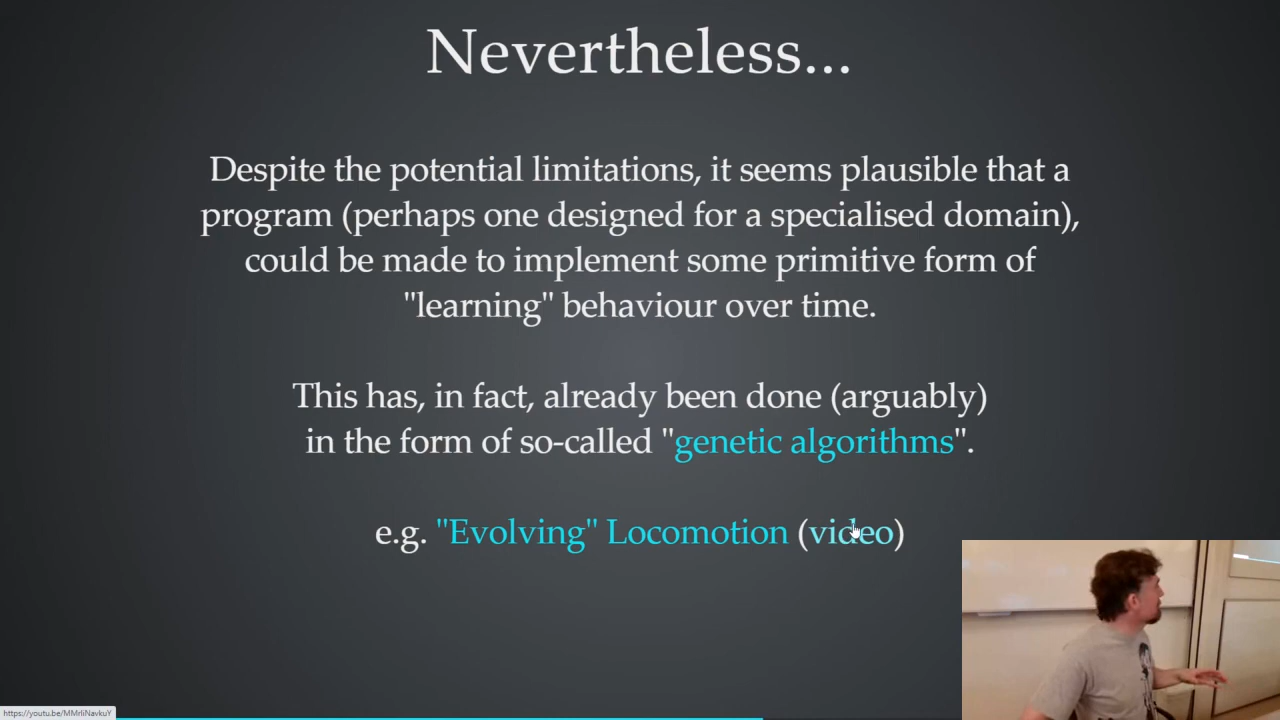 Nevertheless...
Despite the potential limitations, it seems plausible that a
program (perhaps one designed for a specialised domain),
could be made to implement some primitive form of
"learning" behaviour over time.
This has, in fact, already been done (arguably)
in the form of so-called "genetic algorithms".
e.g. "Evolving" Locomotion (video)
https://youtu.be/MMrIiNavkuY